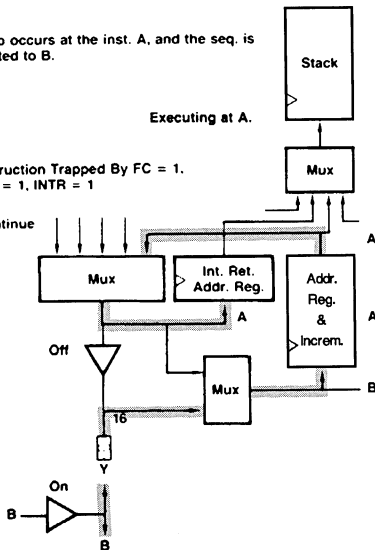 occurs at the inst. A, and the seq. is
ted to B.
Stack
Executing at A.
ruction Trapped By FC = 1,
= 1, INTR = 1
Mux
ntinue
A
Mux
Int. Ret.
Addr. Reg.
Addr.
Reg.
&
Increm.
A
A
Off
Mux
B
16
Y
On
B
B